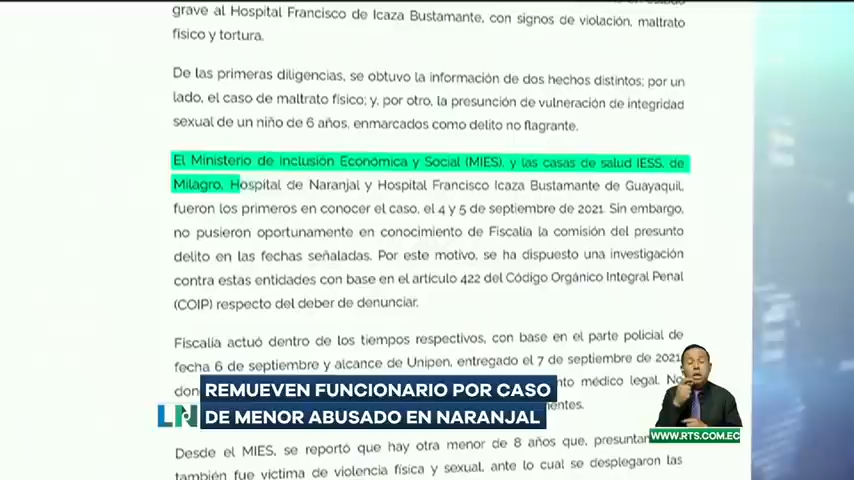 grave al Hospital Francisco de Icaza Bustamante, con signos de violación, maltrato
físico y tortura.
De las primeras diligencias, se obtuvo la información de dos hechos distintos; por un
lado, el caso de maltrato físico; y, por otro, la presunción de vulneración de integridad
sexual de un niño de 6 años, enmarcados como delito no flagrante.
El Ministerio de Inclusión Económica y Social (MIES), y las casas de salud IESS, de
Milagro, Hospital de Naranjal y Hospital Francisco Icaza Bustamante de Guayaquil,
fueron los primeros en conocer el caso, el 4 y 5 de septiembre de 2021. Sin embargo,
no pusieron oportunamente en conocimiento de Fiscalía la comisión del presunto
delito en las fechas señaladas. Por este motivo, se ha dispuesto una investigación
contra estas entidades con base en el artículo 422 del Código Orgánico Integral Penal
(COIP) respecto del deber de denunciar.
Fiscalía actuó dentro de los tiempos respectivos, con base en el parte policial de
fecha 6 de septiembre y alcance de Unipen, entregado el 7 de septiembre de 2021,
médico legal. No
REMUEVEN FUNCIONARIO POR CASO
DE MENOR ABUSADO EN NARANJAL
LN
WWW.RTS.COM.EC
Desde el MIES, se reportó que hay otra menor de 8 años que,
también fue víctima de violencia física y sexual, ante lo cual se desplegaron las